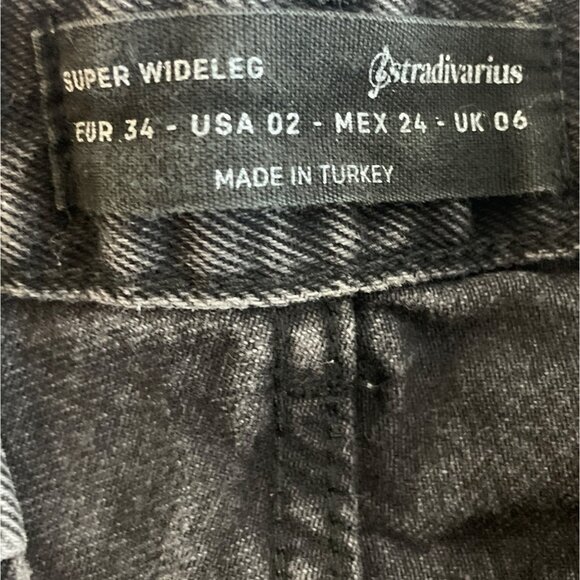 SUPER WIDELEG Stradivarius
EUR 34 - USA 02 - MEX 24 - UK 06
MADE IN TURKEY